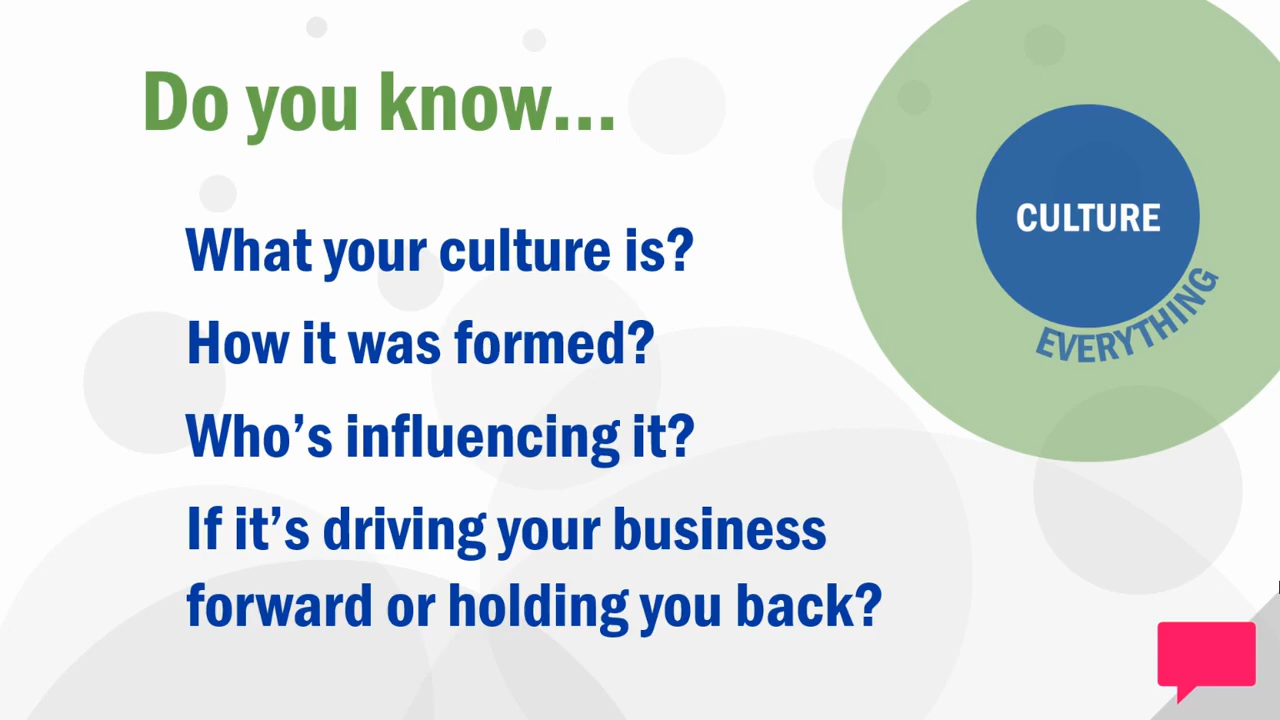 Do you know...
What your culture is?
How it was formed?
Who’s influencing it?
If it’s driving your business
forward or holding you back?
CULTURE
EVERYTHING